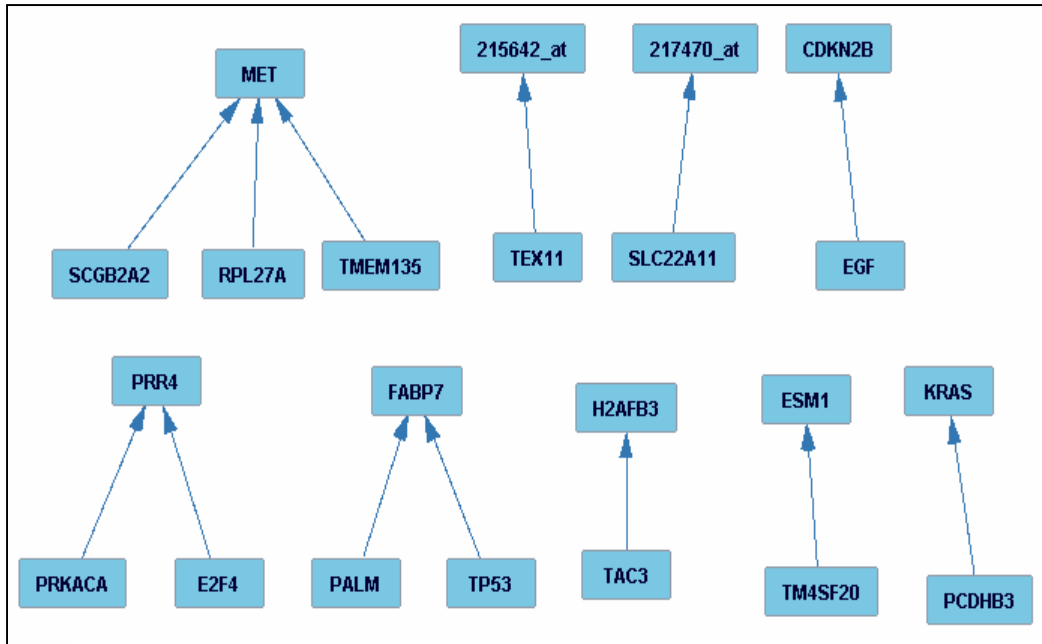 MET
215642_at
217470_at
CDKN2B
SCGB2A2
RPL27A
TMEM135
TEX11
SLC22A11
EGF
PRR4
FABP7
H2AFB3
ESM1
KRAS
PRKACA
E2F4
PALM
TP53
TAC3
TM4SF20
PCDHB3